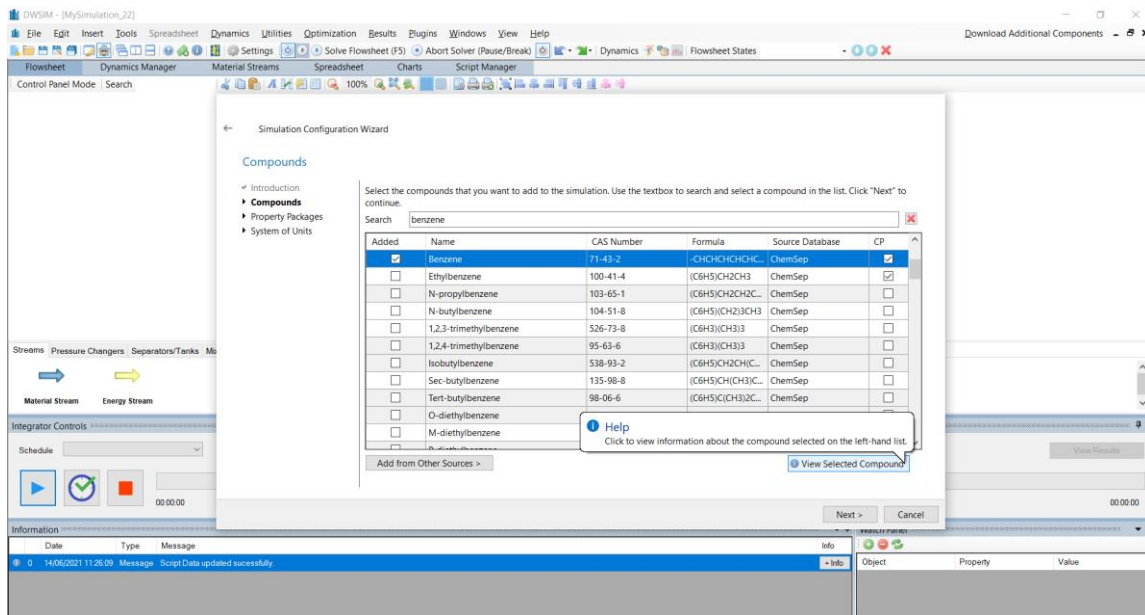 DWSIM - [MySimulation_22]
File Edit Insert Tools Spreadsheet Dynamics Utilities Optimization Results Plugins Windows View Help
Download Additional Components
Settings Solve Flowsheet (F5) Abort Solver (Pause/Break) Dynamics Flowsheet States
Flowsheet Dynamics Manager Material Streams Spreadsheet Charts Script Manager
Control Panel Mode Search 100%
Simulation Configuration Wizard
Compounds
Introduction
Compounds
Property Packages
System of Units
Select the compounds that you want to add to the simulation. Use the textbox to search and select a compound in the list. Click "Next" to
continue.
Search benzene
Added Name CAS Number Formula Source Database CP
Benzene 71-43-2 -CHCHCHCHCHC... ChemSep
Ethylbenzene 100-41-4 (C6H5)CH2CH3 ChemSep
N-propylbenzene 103-65-1 (C6H5)CH2CH2C... ChemSep
N-butylbenzene 104-51-8 (C6H5)(CH2)3CH3 ChemSep
1,2,3-trimethylbenzene 526-73-8 (C6H3)(CH3)3 ChemSep
1,2,4-trimethylbenzene 95-63-6 (C6H3)(CH3)3 ChemSep
Isobutylbenzene 538-93-2 (C6H5)CH2CH(C... ChemSep
Sec-butylbenzene 135-98-8 (C6H5)CH(CH3)C... ChemSep
Tert-butylbenzene 98-06-6 (C6H5)C(CH3)2C... ChemSep
O-diethylbenzene
M-diethylbenzene
Help
Click to view information about the compound selected on the left-hand list.
Add from Other Sources >
View Selected Compound
Next > Cancel
Streams Pressure Changers Separators/Tanks
Material Stream Energy Stream
Integrator Controls
Schedule
View Results
00:00:00
00:00:00
Information
Watch Panel
Date Type Message Info
0 14/06/2021 11:26:09 Message Script Data updated sucessfully. + Info
Object Property Value